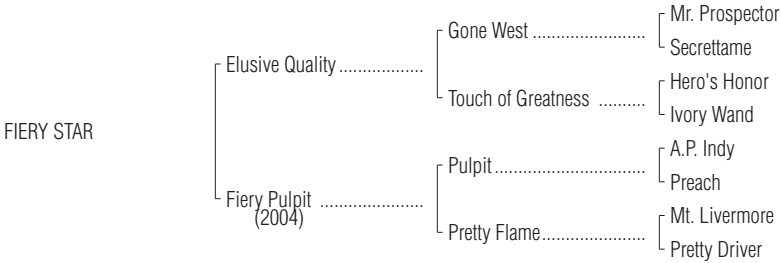 Mr. Prospector
Gone West ........................
Secrettame
Elusive Quality ..................
Hero's Honor
Touch of Greatness ..........
Ivory Wand
FIERY STAR
A.P. Indy
Pulpit ................................
Preach
Fiery Pulpit ......................
(2004)
Mt. Livermore
Pretty Flame ......................
Pretty Driver